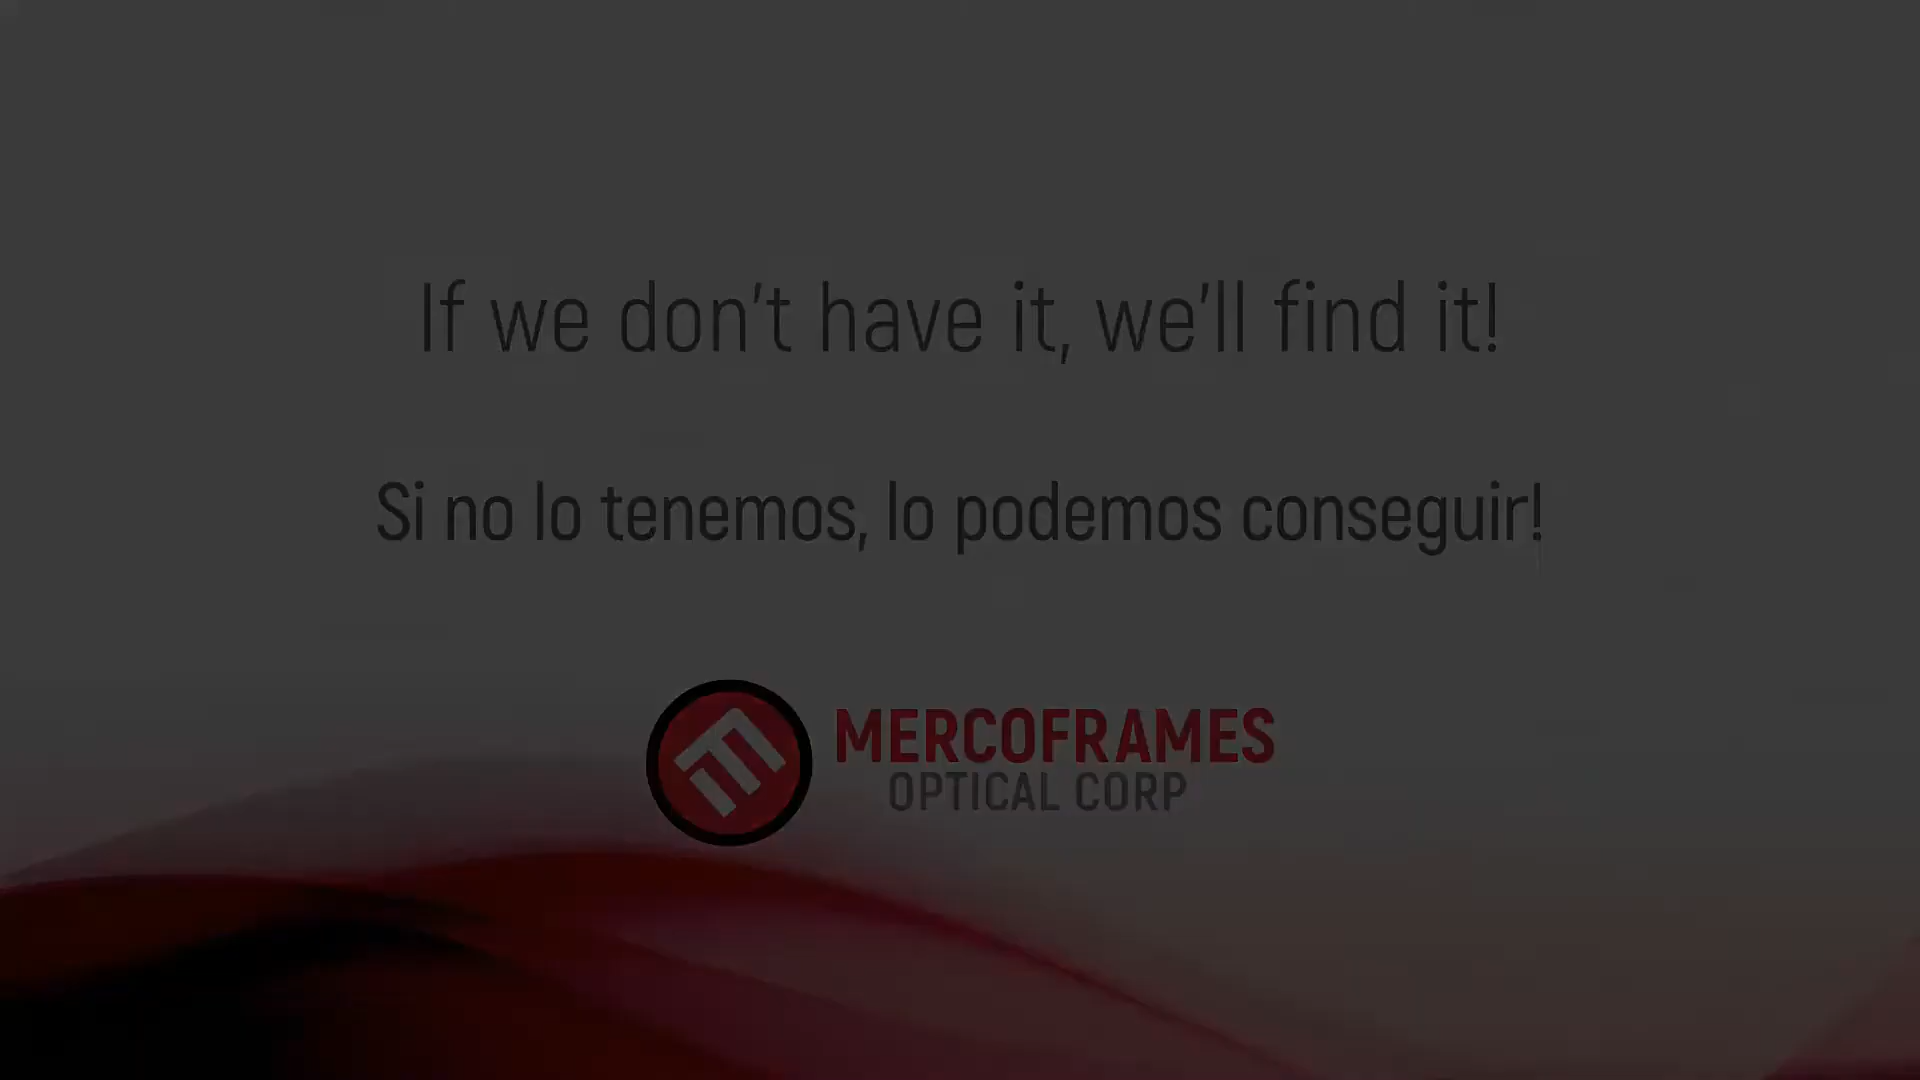 If we don’t have it, we’ll find it!
Si no lo tenemos, lo podemos conseguir!
MERCOFRAMES
OPTICAL CORP